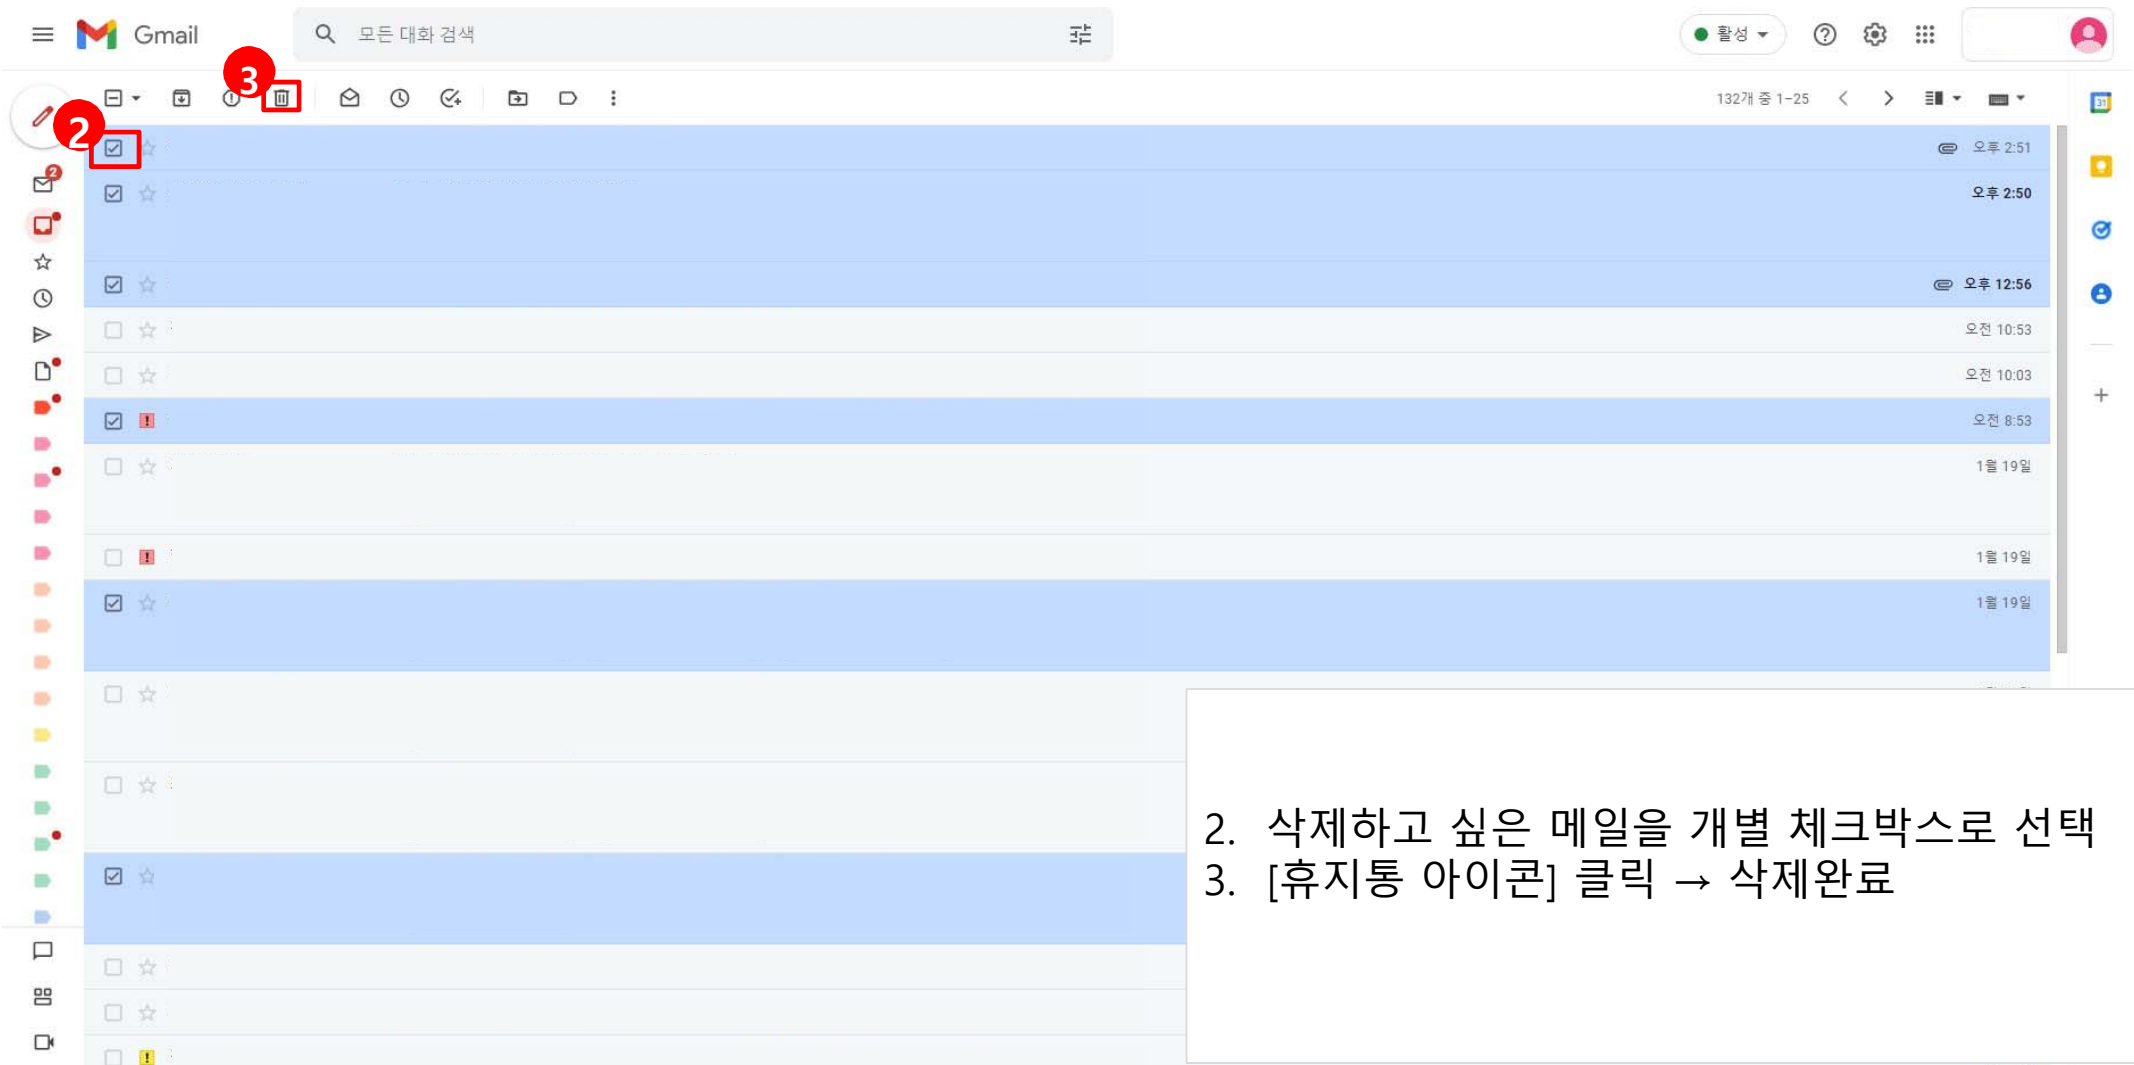 Gmail
모든 대화 검색
활성
3
132개 중 1–25
31
2
오후 2:51
2
오후 2:50
오후 12:56
오전 10:53
오전 10:03
오전 8:53
1월 19일
1월 19일
1월 19일
2. 삭제하고 싶은 메일을 개별 체크박스로 선택
3. [휴지통 아이콘] 클릭 → 삭제완료